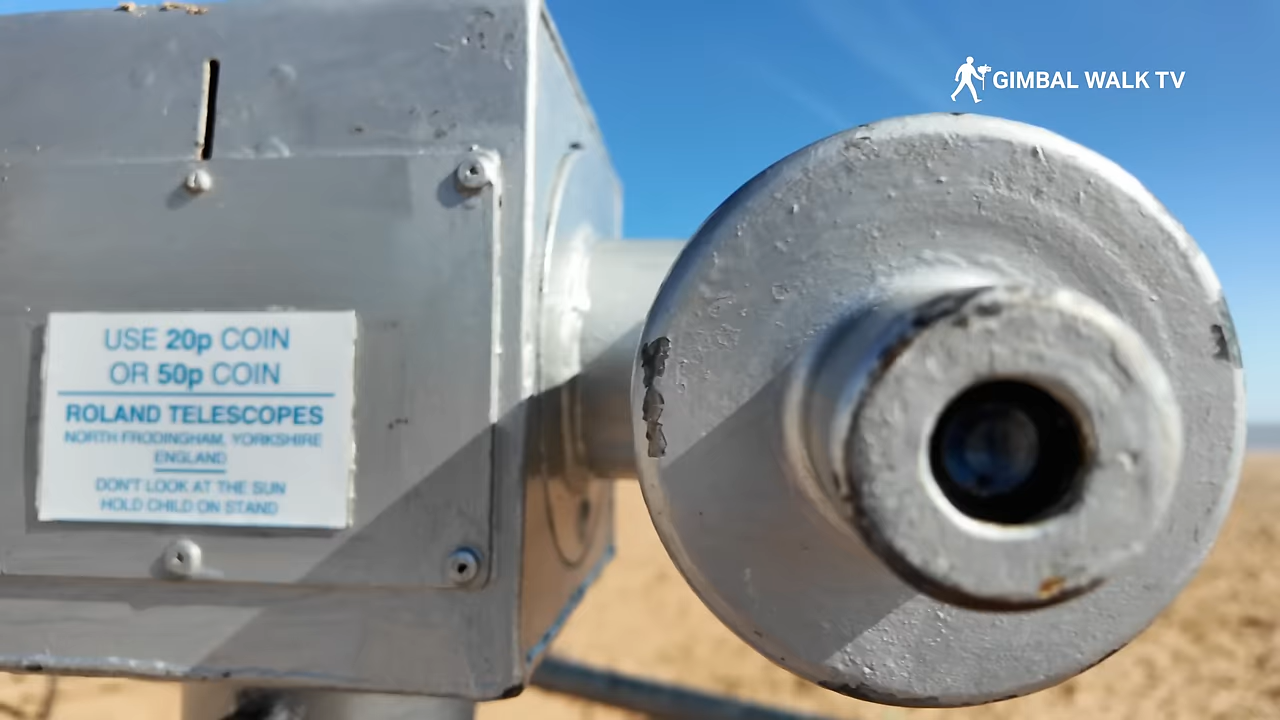 GIMBAL WALK TV
USE 20p COIN
OR 50p COIN
ROLAND TELESCOPES
NORTH FRODINGHAM, YORKSHIRE
ENGLAND
DON'T LOOK AT THE SUN
HOLD CHILD ON STAND